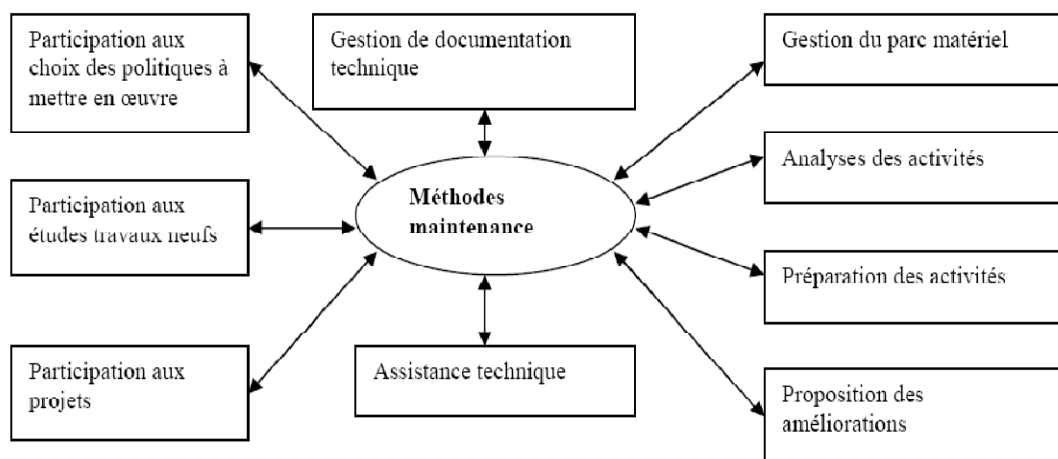 Participation aux
choix des politiques à
mettre en œuvre
Gestion de documentation
technique
Gestion du parc matériel
Analyses des activités
Méthodes
maintenance
Participation aux
études travaux neufs
Préparation des activités
Participation aux
projets
Assistance technique
Proposition des
améliorations